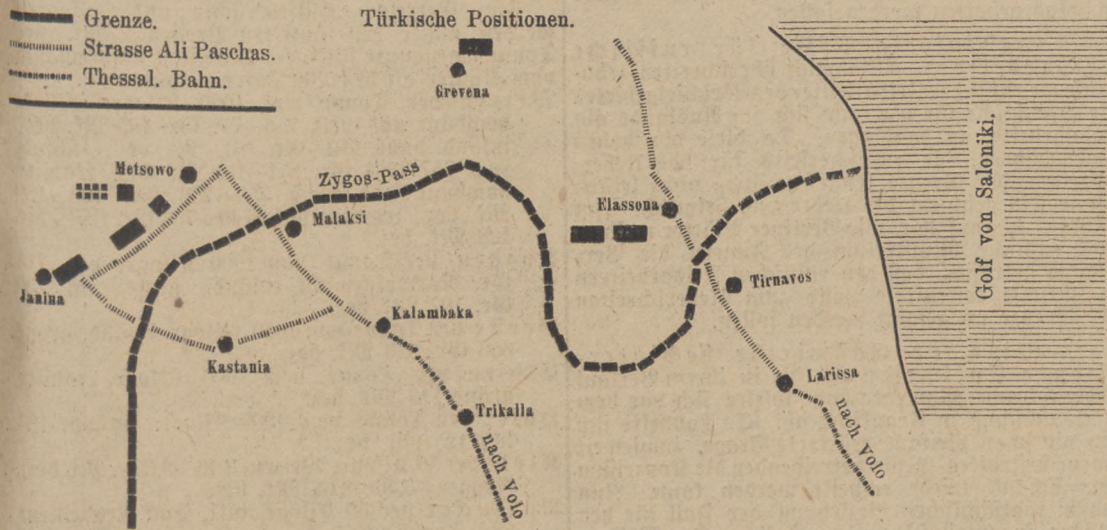 Grenze.
Strasse Ali Paschas.
Thessal. Bahn.
Türkische Positionen.
Grevena
Metsowo
Zygos-Pass
Malaksi
Elassona
Tirnavos
Golf von Saloniki.
Janina
Kalambaka
Kastania
Larissa
Trikalla
nach Volo
nach Volo